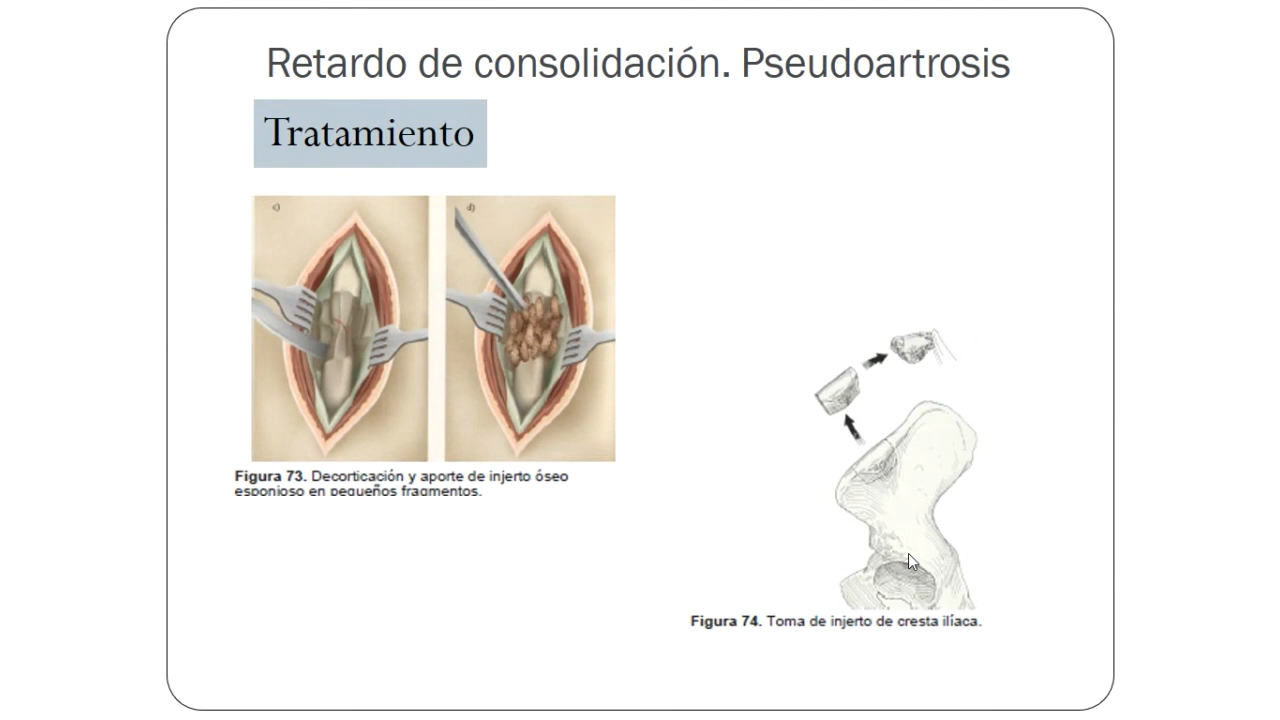 Retardo de consolidación. Pseudoartrosis
Tratamiento
c)
d)
Figura 73. Decorticación y aporte de injerto óseo
esponjoso en pequeños fragmentos.
Figura 74. Toma de injerto de cresta ilíaca.